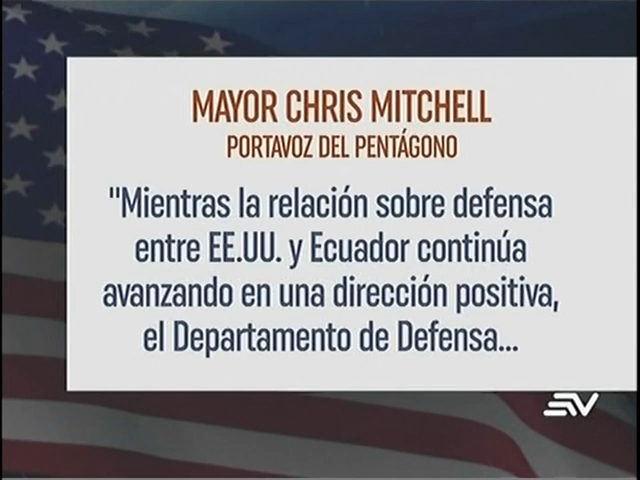 MAYOR CHRIS MITCHELL
PORTAVOZ DEL PENTÁGONO
"Mientras la relación sobre defensa
entre EE.UU. y Ecuador continúa
avanzando en una dirección positiva,
el Departamento de Defensa...